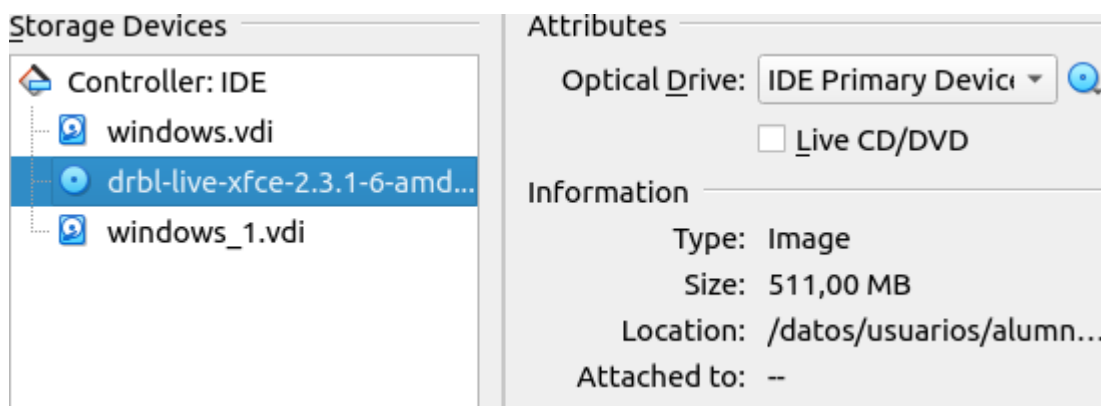 Storage Devices
Controller: IDE
windows.vdi
drbl-live-xfce-2.3.1-6-amd...
windows_1.vdi
Attributes
Optical Drive: IDE Primary Devic
Live CD/DVD
Information
Type: Image
Size: 511,00 MB
Location: /datos/usuarios/alumn...
Attached to: --